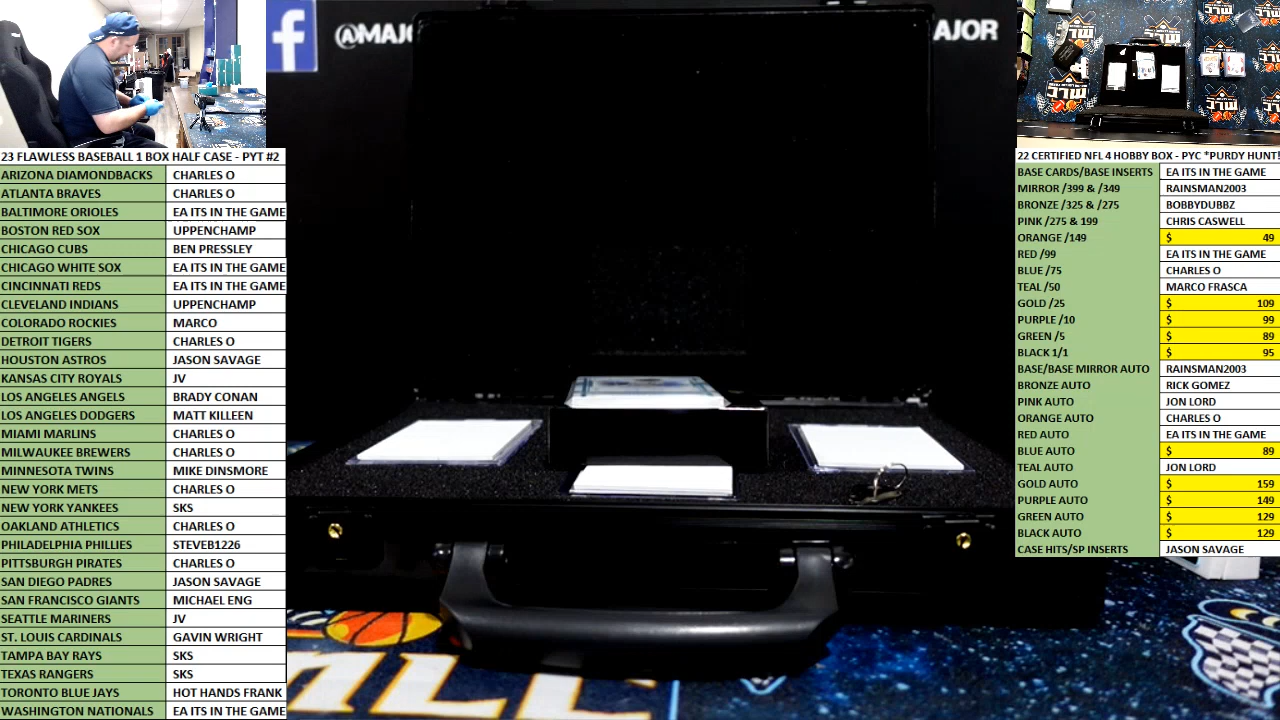 @MAJO
AJOR
23 FLAWLESS BASEBALL 1 BOX HALF CASE - PYT #2
ARIZONA DIAMONDBACKS CHARLES O
ATLANTA BRAVES CHARLES O
BALTIMORE ORIOLES EA ITS IN THE GAME
BOSTON RED SOX UPPENCHAMP
CHICAGO CUBS BEN PRESSLEY
CHICAGO WHITE SOX EA ITS IN THE GAME
CINCINNATI REDS EA ITS IN THE GAME
CLEVELAND INDIANS UPPENCHAMP
COLORADO ROCKIES MARCO
DETROIT TIGERS CHARLES O
HOUSTON ASTROS JASON SAVAGE
KANSAS CITY ROYALS JV
LOS ANGELES ANGELS BRADY CONAN
LOS ANGELES DODGERS MATT KILLEEN
MIAMI MARLINS CHARLES O
MILWAUKEE BREWERS CHARLES O
MINNESOTA TWINS MIKE DINSMORE
NEW YORK METS CHARLES O
NEW YORK YANKEES SKS
OAKLAND ATHLETICS CHARLES O
PHILADELPHIA PHILLIES STEVEB1226
PITTSBURGH PIRATES CHARLES O
SAN DIEGO PADRES JASON SAVAGE
SAN FRANCISCO GIANTS MICHAEL ENG
SEATTLE MARINERS JV
ST. LOUIS CARDINALS GAVIN WRIGHT
TAMPA BAY RAYS SKS
TEXAS RANGERS SKS
TORONTO BLUE JAYS HOT HANDS FRANK
WASHINGTON NATIONALS EA ITS IN THE GAME
22 CERTIFIED NFL 4 HOBBY BOX - PYC *PURDY HUNT!
BASE CARDS/BASE INSERTS EA ITS IN THE GAME
MIRROR /399 & /349 RAINSMAN2003
BRONZE /325 & /275 BOBBYDUBBZ
PINK /275 & 199 CHRIS CASWELL
ORANGE /149 $ 49
RED /99 EA ITS IN THE GAME
BLUE /75 CHARLES O
TEAL /50 MARCO FRASCA
GOLD /25 $ 109
PURPLE /10 $ 99
GREEN /5 $ 89
BLACK 1/1 $ 95
BASE/BASE MIRROR AUTO RAINSMAN2003
BRONZE AUTO RICK GOMEZ
PINK AUTO JON LORD
ORANGE AUTO CHARLES O
RED AUTO EA ITS IN THE GAME
BLUE AUTO $ 89
TEAL AUTO JON LORD
GOLD AUTO $ 159
PURPLE AUTO $ 149
GREEN AUTO $ 129
BLACK AUTO $ 129
CASE HITS/SP INSERTS JASON SAVAGE